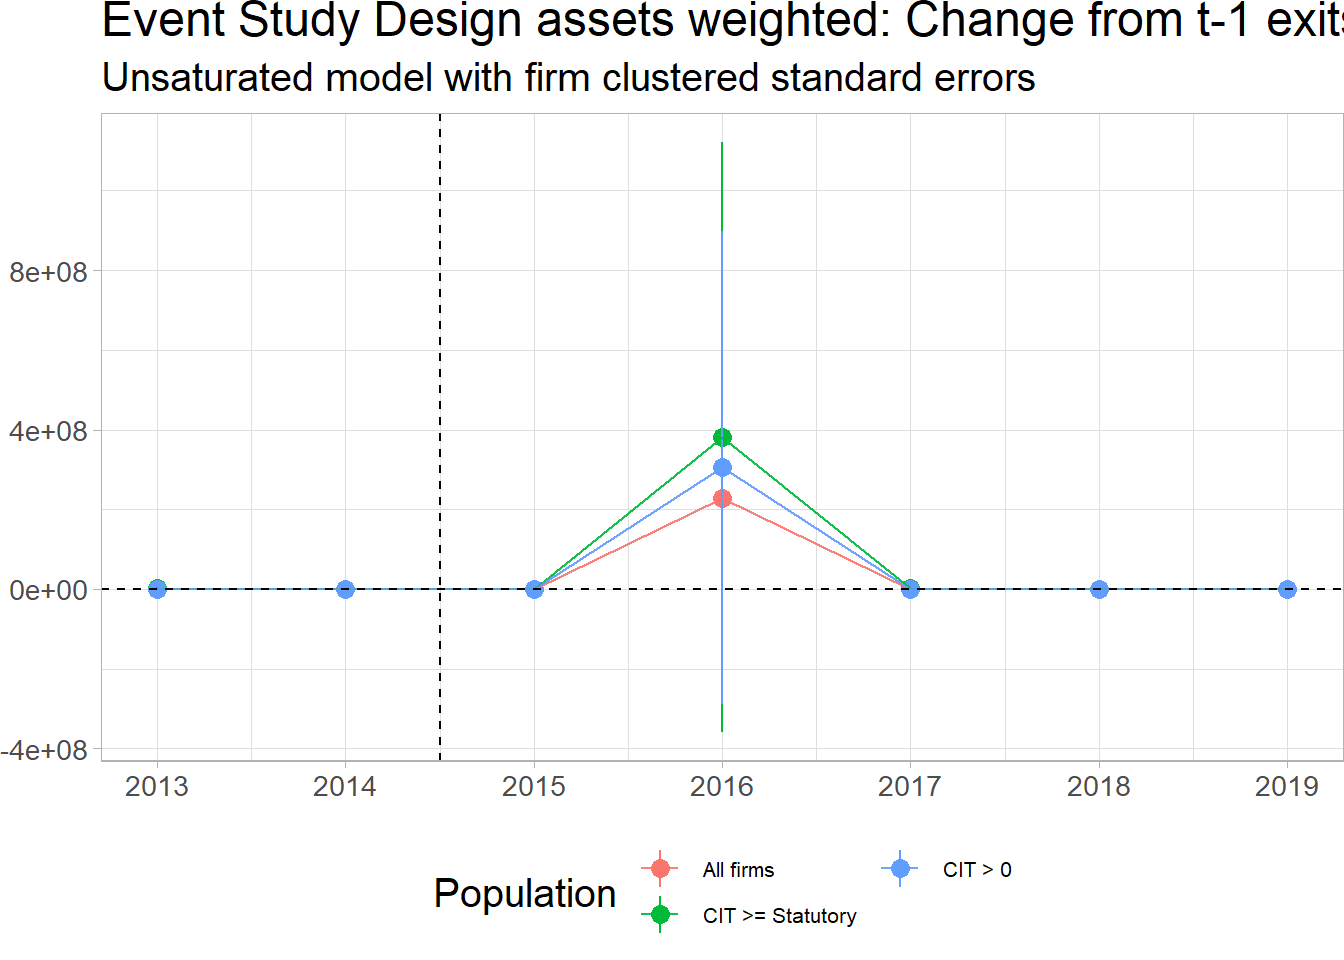 Event Study Design assets weighted: Change from t-1 exits
Unsaturated model with firm clustered standard errors
8e+08
4e+08
0e+00
-4e+08
2013 2014 2015 2016 2017 2018 2019
Population
All firms
CIT > 0
CIT >= Statutory